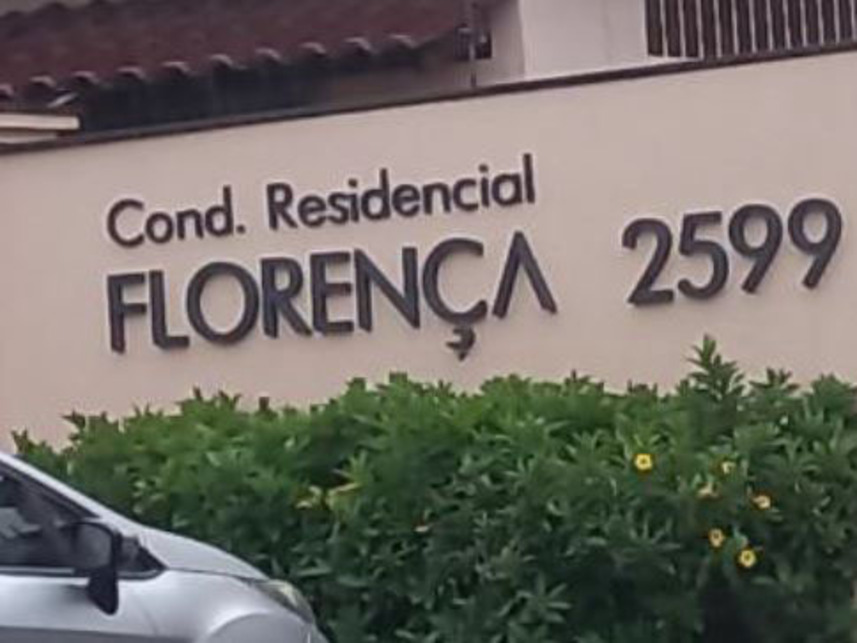 Cond. Residencial
FLORENÇA 2599